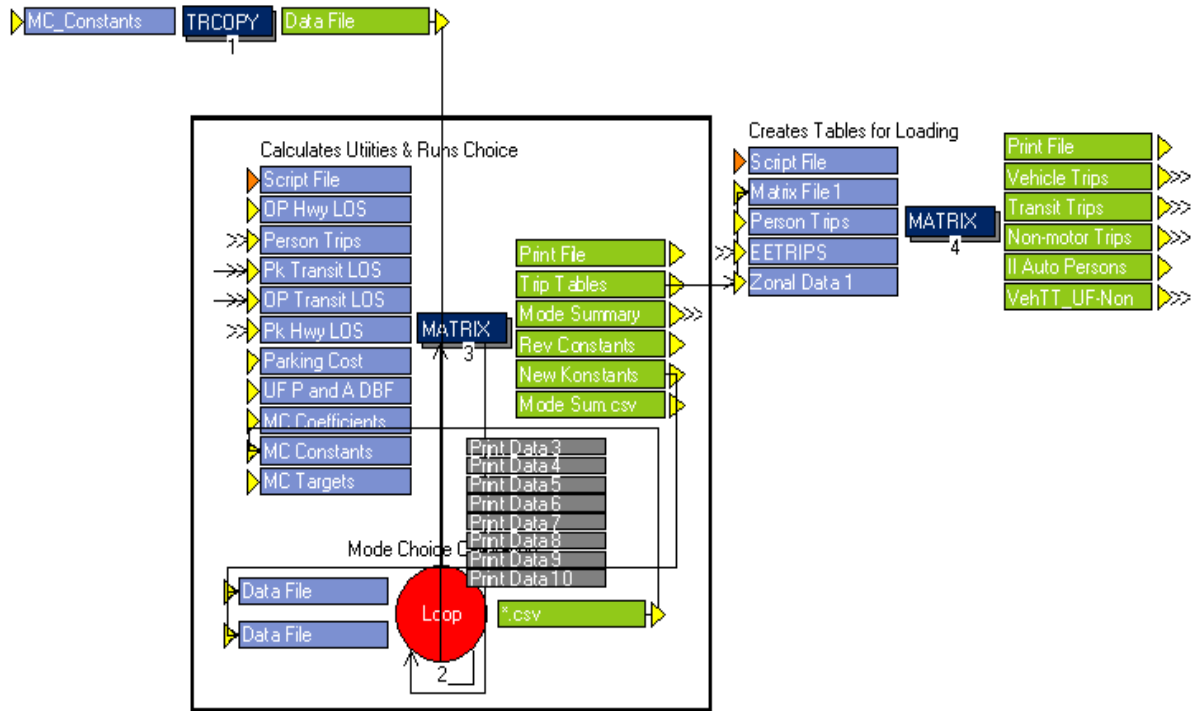 MC_Constants
TRCOPY
1
Data File
Calculates Utiities & Runs Choice
Script File
OP Hwy LOS
Person Trips
Pk Transit LOS
OP Transit LOS
Pk Hwy LOS
Parking Cost
UF P and A DBF
MC Coefficients
MC Constants
MC Targets
MATRIX
3
Print File
Trip Tables
Mode Summary
Rev Constants
New Konstants
Mode Sum.csv
Print Data 3
Print Data 4
Print Data 5
Print Data 6
Print Data 7
Print Data 8
Print Data 9
Print Data 10
Mode Choice
Data File
Data File
Loop
2
*.csv
Creates Tables for Loading
Script File
Matrix File 1
Person Trips
EETRIPS
Zonal Data 1
MATRIX
4
Print File
Vehicle Trips
Transit Trips
Non-motor Trips
II Auto Persons
VehTT_UF-Non